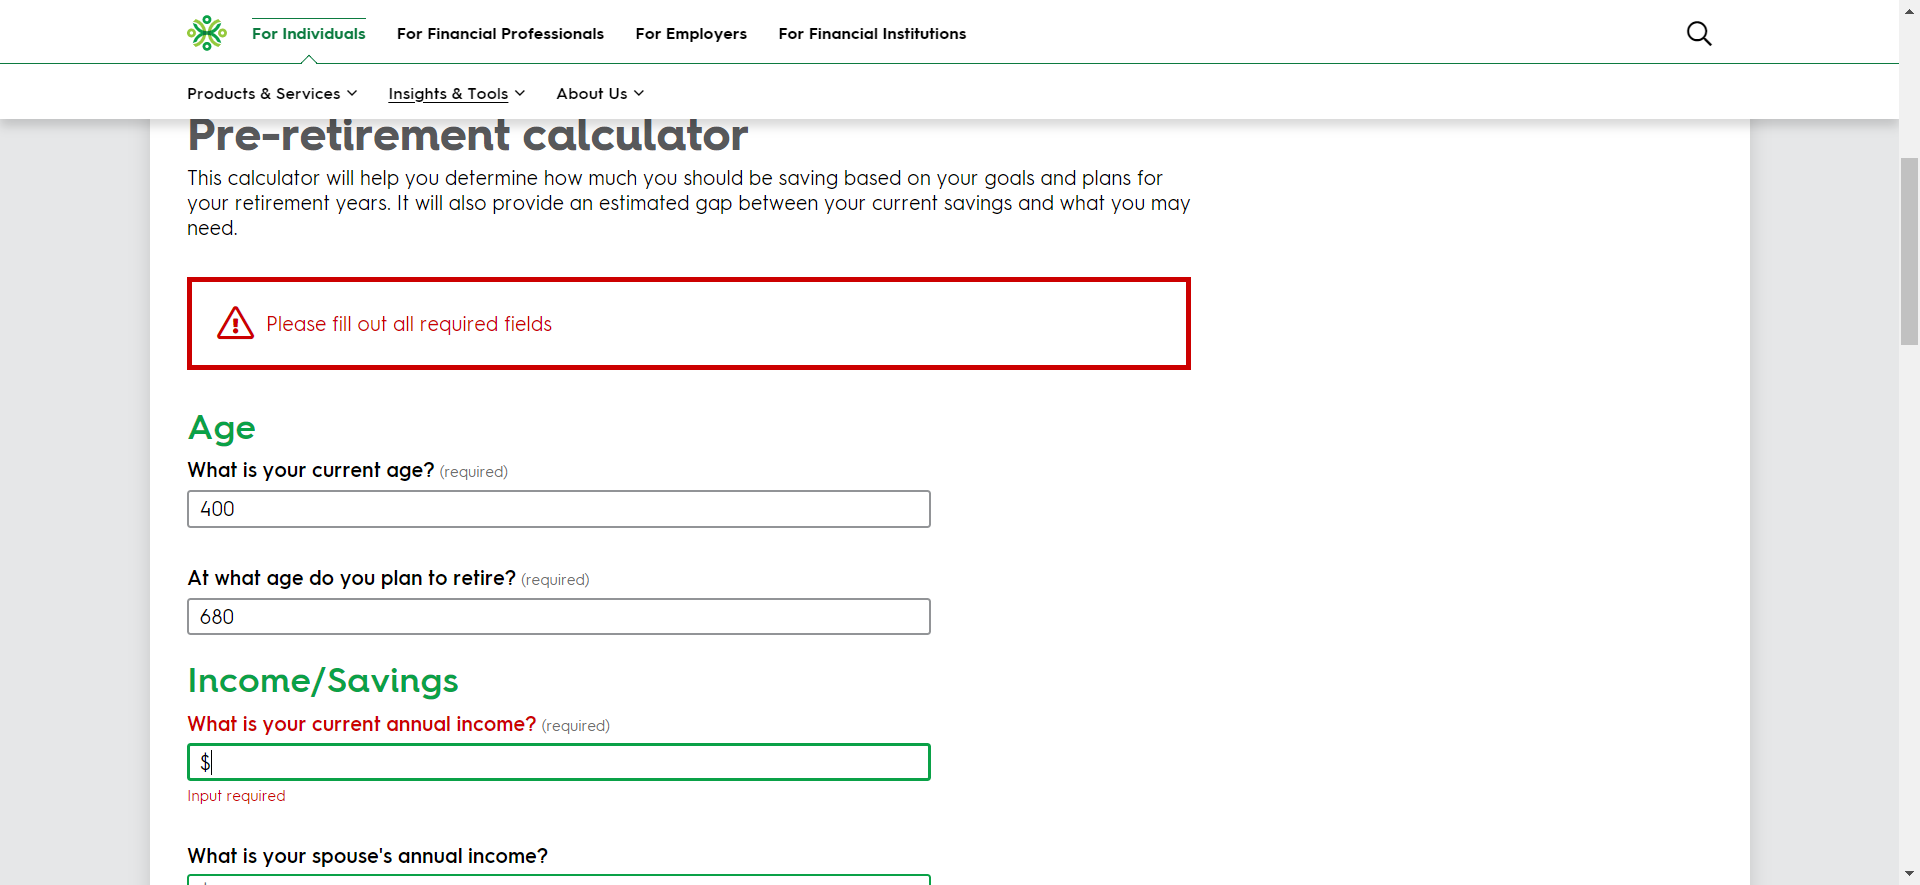 For Individuals
For Financial Professionals
For Employers
For Financial Institutions
Products & Services
Insights & Tools
About Us
Pre-retirement calculator
This calculator will help you determine how much you should be saving based on your goals and plans for
your retirement years. It will also provide an estimated gap between your current savings and what you may
need.
Please fill out all required fields
Age
What is your current age? (required)
400
At what age do you plan to retire? (required)
680
Income/Savings
What is your current annual income? (required)
$
Input required
What is your spouse's annual income?